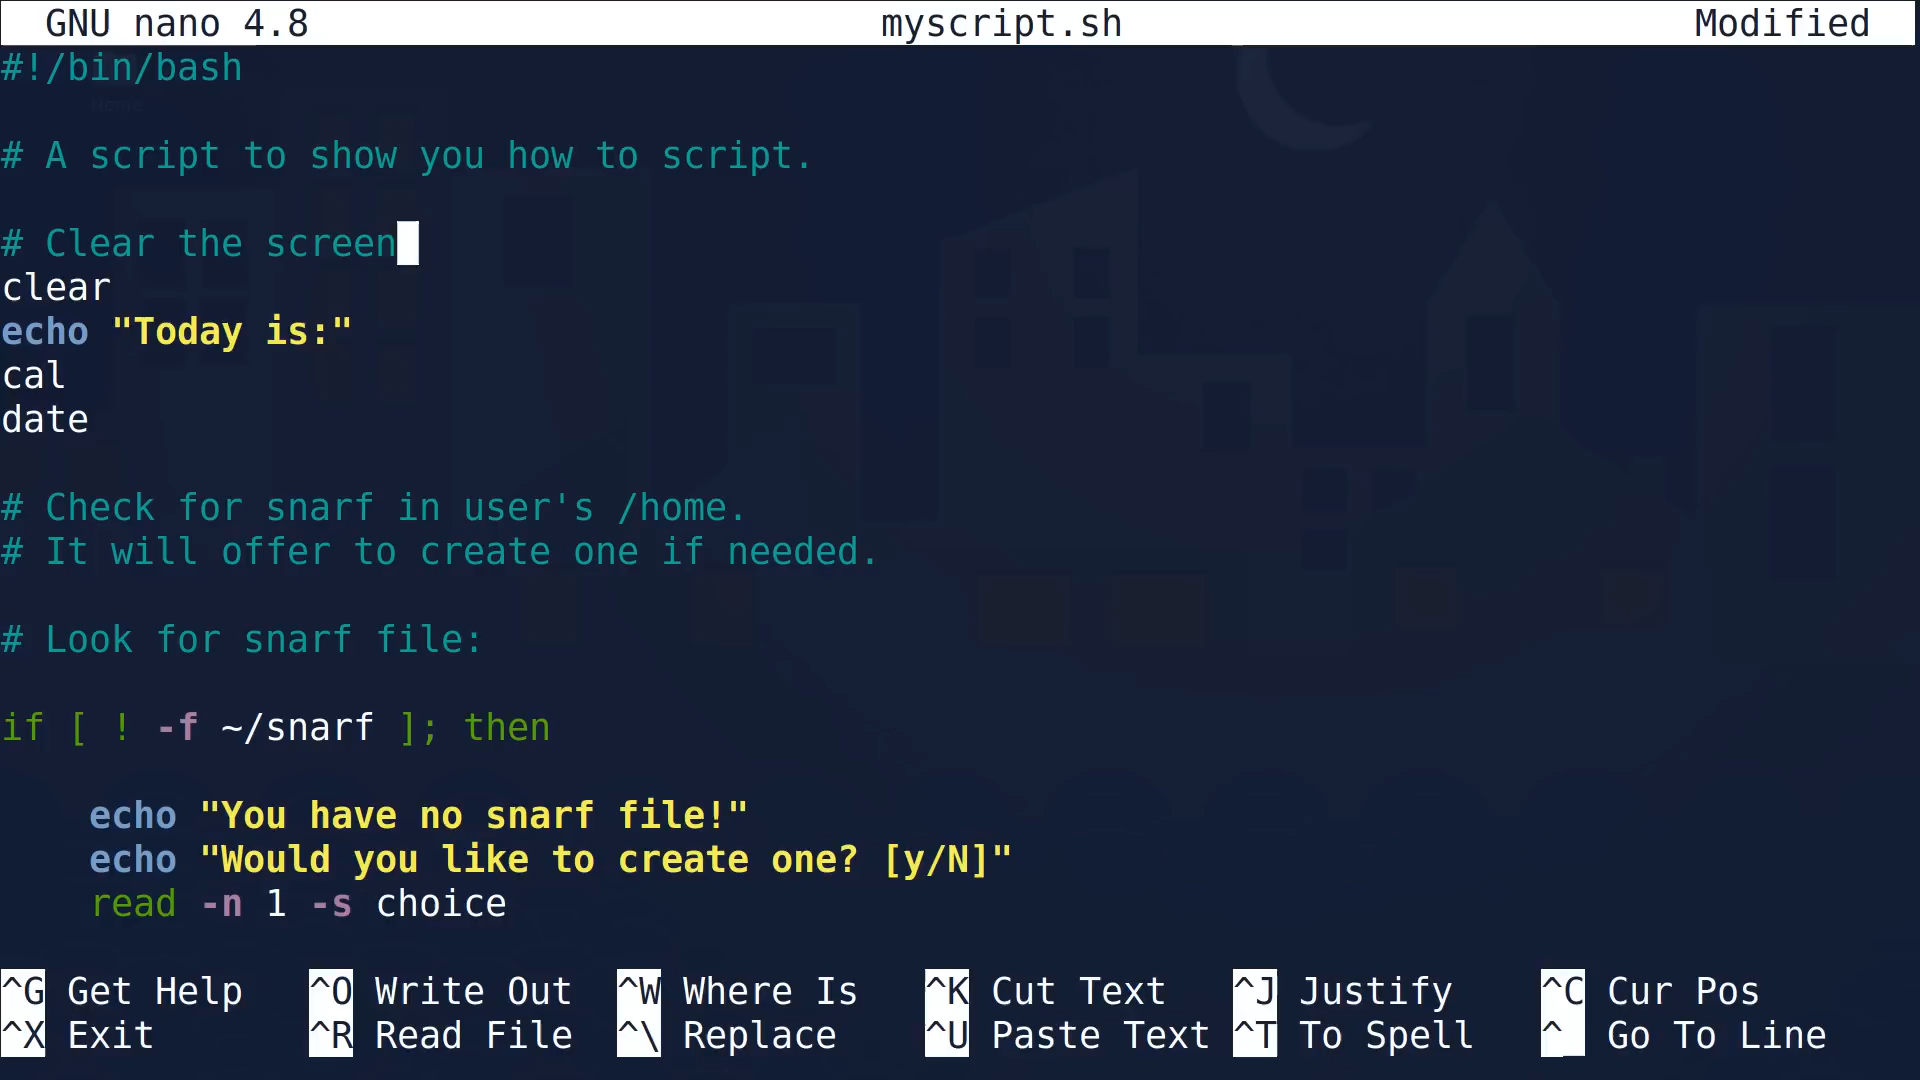 GNU nano 4.8 myscript.sh Modified
#!/bin/bash
Home
# A script to show you how to script.
# Clear the screen
clear
echo "Today is:"
cal
date
# Check for snarf in user's /home.
# It will offer to create one if needed.
# Look for snarf file:
if [ ! -f ~/snarf ]; then
echo "You have no snarf file!"
echo "Would you like to create one? [y/N]"
read -n 1 -s choice
^G Get Help ^O Write Out ^W Where Is ^K Cut Text ^J Justify ^C Cur Pos
^X Exit ^R Read File ^\ Replace ^U Paste Text ^T To Spell ^_ Go To Line